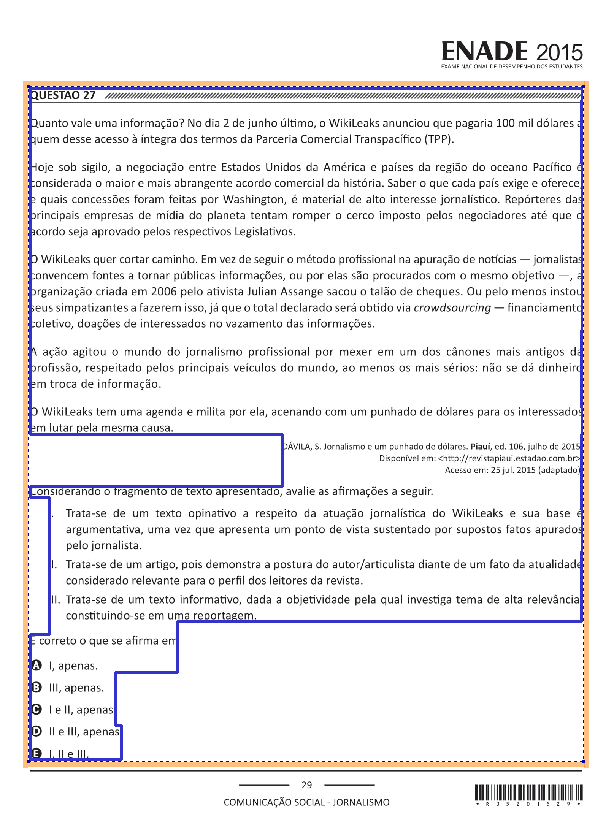 ENADE 2015
EXAME NACIONAL DE DESEMPENHO DOS ESTUDANTES
QUESTÃO 27
Quanto vale uma informação? No dia 2 de junho último, o WikiLeaks anunciou que pagaria 100 mil dólares a
quem desse acesso à íntegra dos termos da Parceria Comercial Transpacífico (TPP).
Hoje sob sigilo, a negociação entre Estados Unidos da América e países da região do oceano Pacífico é
considerada o maior e mais abrangente acordo comercial da história. Saber o que cada país exige e oferece,
e quais concessões foram feitas por Washington, é material de alto interesse jornalístico. Repórteres das
principais empresas de mídia do planeta tentam romper o cerco imposto pelos negociadores até que o
acordo seja aprovado pelos respectivos Legislativos.
O WikiLeaks quer cortar caminho. Em vez de seguir o método profissional na apuração de notícias — jornalistas
convencem fontes a tornar públicas informações, ou por elas são procurados com o mesmo objetivo —, a
organização criada em 2006 pelo ativista Julian Assange sacou o talão de cheques. Ou pelo menos instou
seus simpatizantes a fazerem isso, já que o total declarado será obtido via crowdsourcing — financiamento
coletivo, doações de interessados no vazamento das informações.
A ação agitou o mundo do jornalismo profissional por mexer em um dos cânones mais antigos da
profissão, respeitado pelos principais veículos do mundo, ao menos os mais sérios: não se dá dinheiro
em troca de informação.
O WikiLeaks tem uma agenda e milita por ela, acenando com um punhado de dólares para os interessados
em lutar pela mesma causa.
DÁVILA, S. Jornalismo e um punhado de dólares. Piauí, ed. 106, julho de 2015.
Disponível em: <http://revistapiaui.estadao.com.br>.
Acesso em: 25 jul. 2015 (adaptado).
Considerando o fragmento de texto apresentado, avalie as afirmações a seguir.
I. Trata-se de um texto opinativo a respeito da atuação jornalística do WikiLeaks e sua base é
argumentativa, uma vez que apresenta um ponto de vista sustentado por supostos fatos apurados
pelo jornalista.
II. Trata-se de um artigo, pois demonstra a postura do autor/articulista diante de um fato da atualidade
considerado relevante para o perfil dos leitores da revista.
III. Trata-se de um texto informativo, dada a objetividade pela qual investiga tema de alta relevância,
constituindo-se em uma reportagem.
É correto o que se afirma em
A I, apenas.
B III, apenas.
C I e II, apenas.
D II e III, apenas.
E I, II e III.
29
COMUNICAÇÃO SOCIAL - JORNALISMO
*R35201529*